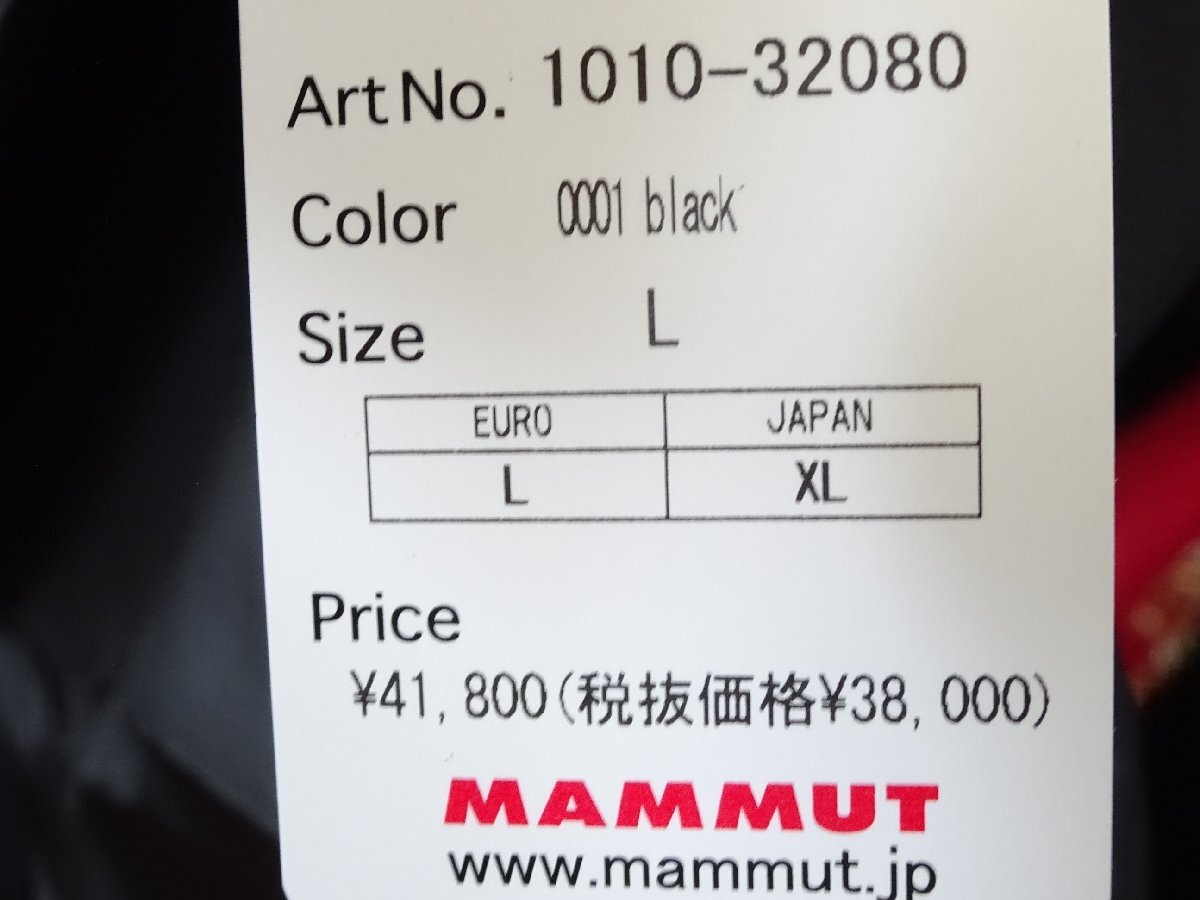 Art No. 1010-32080
Color 0001 black
Size L
EURO JAPAN
L XL
Price
¥41,800(税抜価格¥38,000)
MAMMUT
www.mammut.jp